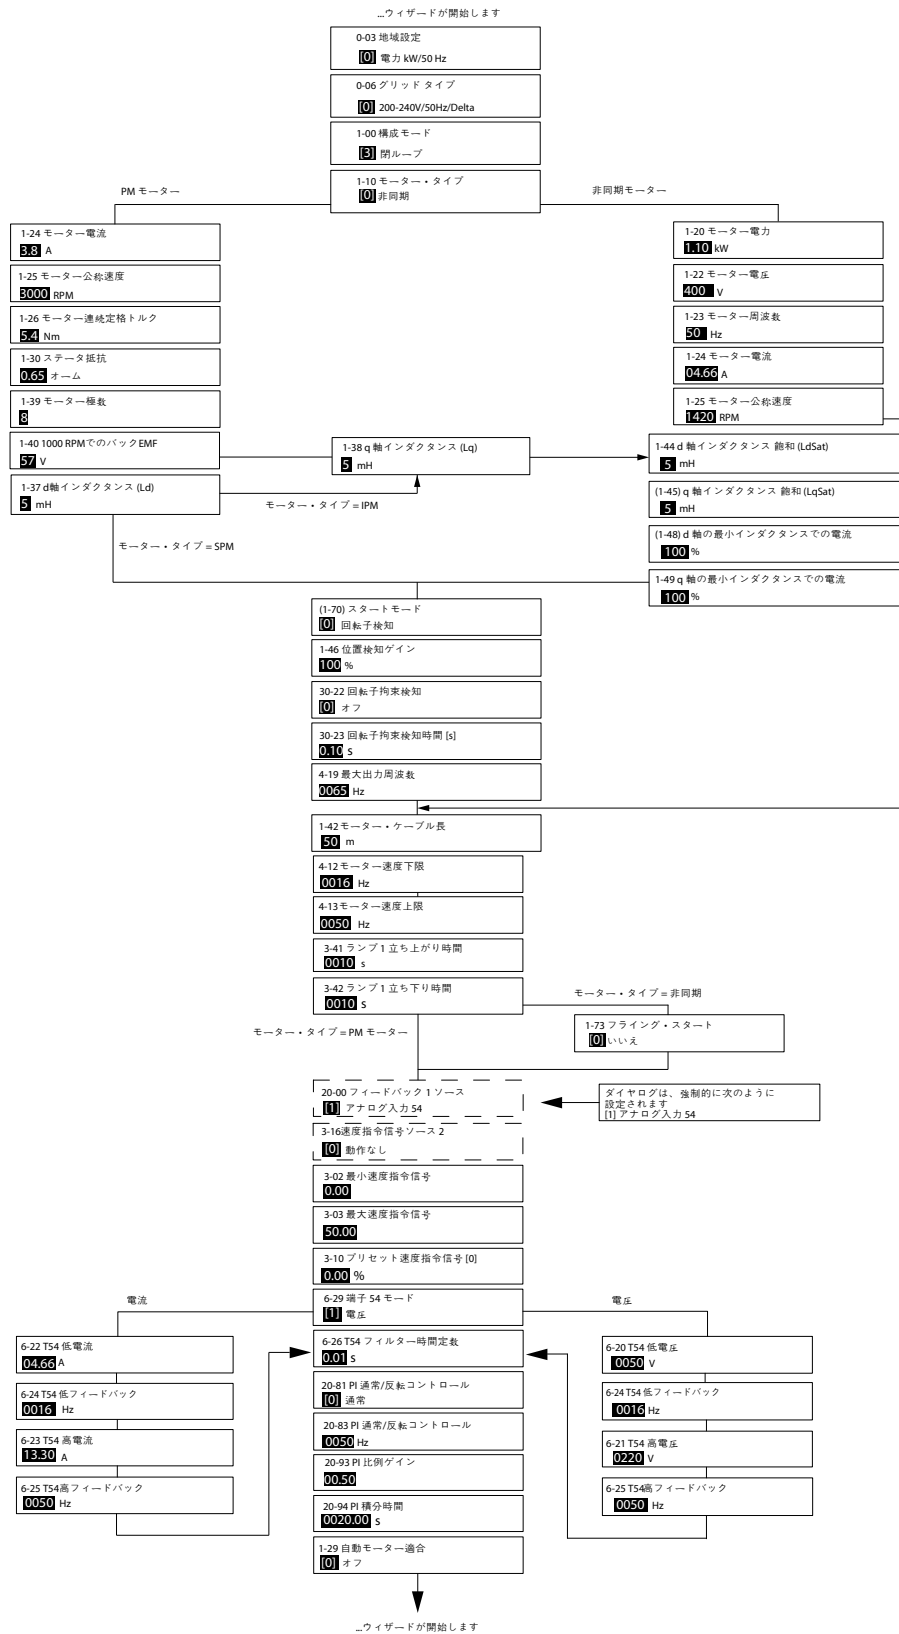 ...ウィザードが開始します
0-03 地域設定
[0] 電力 kW/50 Hz
0-06 グリッド タイプ
[0] 200-240V/50Hz/Delta
1-00 構成モード
[3] 閉ループ
1-10 モーター・タイプ
[0] 非同期
PM モーター
非同期モーター
1-24 モーター電流
3.8 A
1-25 モーター公称速度
3000 RPM
1-26 モーター連続定格トルク
5.4 Nm
1-30 ステータ抵抗
0.65 オーム
1-39 モーター極数
8
1-40 1000 RPMでのバックEMF
57 V
1-37 d軸インダクタンス (Ld)
5 mH
1-38 q 軸インダクタンス (Lq)
5 mH
モーター・タイプ = IPM
モーター・タイプ = SPM
1-20 モーター電力
1.10 kW
1-22 モーター電圧
400 V
1-23 モーター周波数
50 Hz
1-24 モーター電流
04.66 A
1-25 モーター公称速度
1420 RPM
1-44 d 軸インダクタンス 飽和 (LdSat)
5 mH
(1-45) q 軸インダクタンス 飽和 (LqSat)
5 mH
(1-48) d 軸の最小インダクタンスでの電流
100 %
1-49 q 軸の最小インダクタンスでの電流
100 %
(1-70) スタートモード
[0] 回転子検知
1-46 位置検知ゲイン
100 %
30-22 回転子拘束検知
[0] オフ
30-23 回転子拘束検知時間 [s]
0.10 s
4-19 最大出力周波数
0065 Hz
1-42 モーター・ケーブル長
50 m
4-12 モーター速度下限
0016 Hz
4-13 モーター速度上限
0050 Hz
3-41 ランプ 1 立ち上がり時間
0010 s
3-42 ランプ 1 立ち下り時間
0010 s
モーター・タイプ = 非同期
モーター・タイプ = PM モーター
1-73 フライング・スタート
[0] いいえ
20-00 フィードバック 1 ソース
[1] アナログ入力 54
ダイヤログは、強制的に次のように
設定されます
[1] アナログ入力 54
3-16速度指令信号ソース 2
[0] 動作なし
3-02 最小速度指令信号
0.00
3-03 最大速度指令信号
50.00
3-10 プリセット速度指令信号 [0]
0.00 %
6-29 端子 54 モード
[1] 電圧
電流
電圧
6-22 T54 低電流
04.66 A
6-24 T54 低フィードバック
0016 Hz
6-23 T54 高電流
13.30 A
6-25 T54高フィードバック
0050 Hz
6-26 T54 フィルター時間定数
0.01 s
20-81 PI 通常/反転コントロール
[0] 通常
20-83 PI 通常/反転コントロール
0050 Hz
20-93 PI 比例ゲイン
00.50
20-94 PI 積分時間
0020.00 s
1-29 自動モーター適合
[0] オフ
6-20 T54 低電圧
0050 V
6-24 T54 低フィードバック
0016 Hz
6-21 T54 高電圧
0220 V
6-25 T54高フィードバック
0050 Hz
...ウィザードが開始します